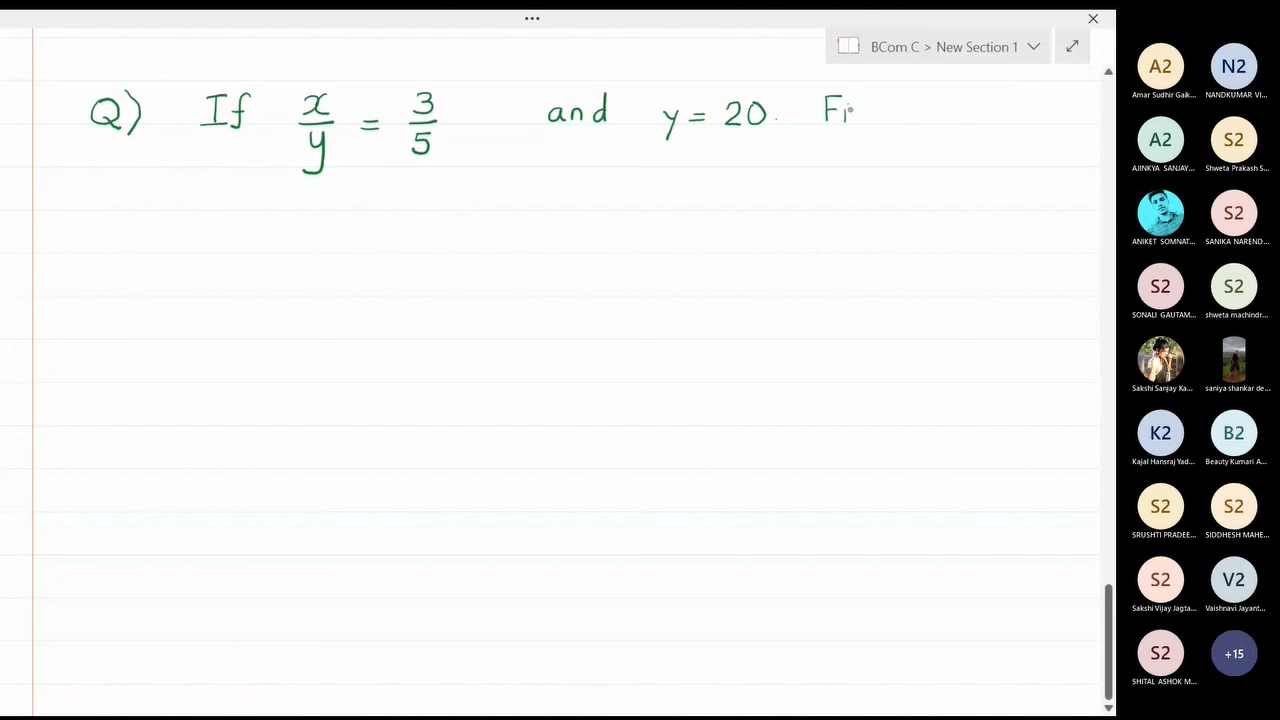 BCom C > New Section 1
Q) If x/y = 3/5 and y = 20. Fi
A2
Amar Sudhir Gaik...
N2
NANDKUMAR VI...
A2
AJINKYA SANJAY...
S2
Shweta Prakash S...
ANIKET SOMNAT...
S2
SANIKA NAREND...
S2
SONALI GAUTAM...
S2
shweta machindr...
Sakshi Sanjay Ka...
saniya shankar de...
K2
Kajal Hansraj Yad...
B2
Beauty Kumari A...
S2
SRUSHTI PRADEE...
S2
SIDDHESH MAHE...
S2
Sakshi Vijay Jagta...
V2
Vaishnavi Jayant...
S2
SHITAL ASHOK M...
+15